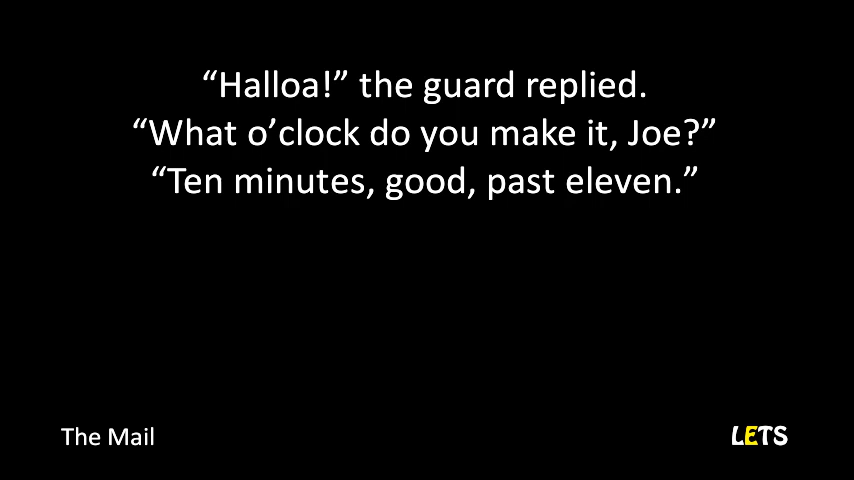 “Halloa!” the guard replied.
“What o’clock do you make it, Joe?”
“Ten minutes, good, past eleven.”
The Mail
LETS